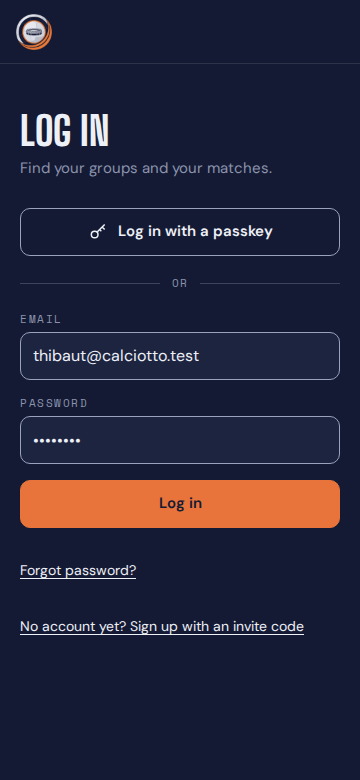 LOG IN
Find your groups and your matches.
Log in with a passkey
OR
EMAIL
thibaut@calciotto.test
PASSWORD
••••••••
Log in
Forgot password?
No account yet? Sign up with an invite code